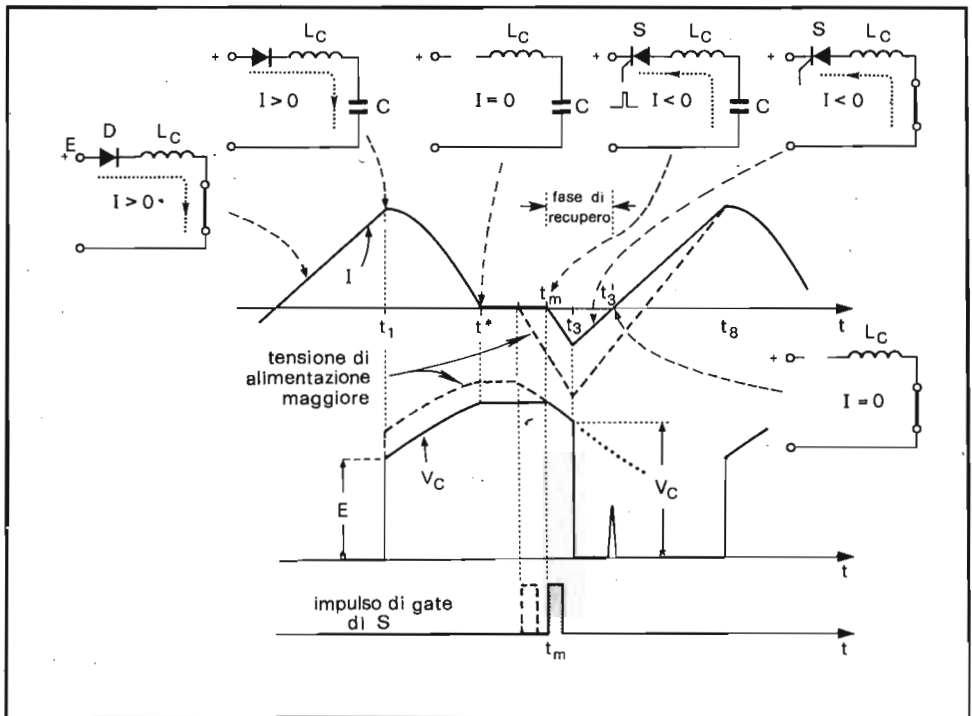 L_C
+
I > 0
C
L_C
+
I = 0
C
S
L_C
+
I < 0
C
S
L_C
+
I < 0
E
+
D
L_C
I > 0
fase di
recupero
I
t_1
t*
t_m
t_3
t_3'
t_8
t
tensione di
alimentazione
maggiore
+
L_C
I = 0
E
V_C
V_C
t
impulso di gate
di S
t_m
t